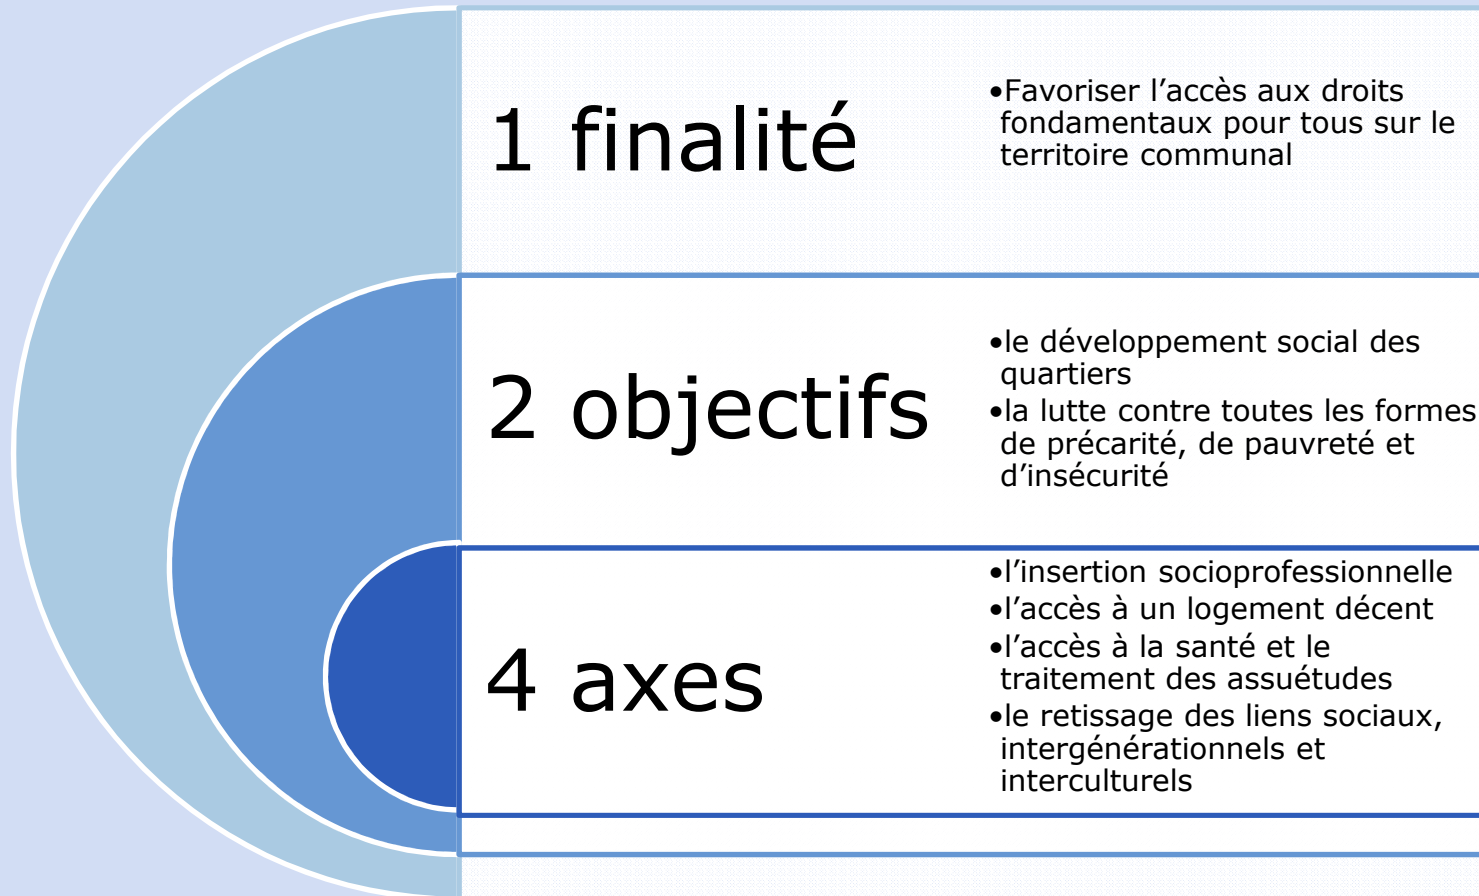 1 finalité
•Favoriser l’accès aux droits
fondamentaux pour tous sur le
territoire communal
2 objectifs
•le développement social des
quartiers
•la lutte contre toutes les formes
de précarité, de pauvreté et
d’insécurité
4 axes
•l’insertion socioprofessionnelle
•l’accès à un logement décent
•l’accès à la santé et le
traitement des assuétudes
•le retissage des liens sociaux,
intergénérationnels et
interculturels